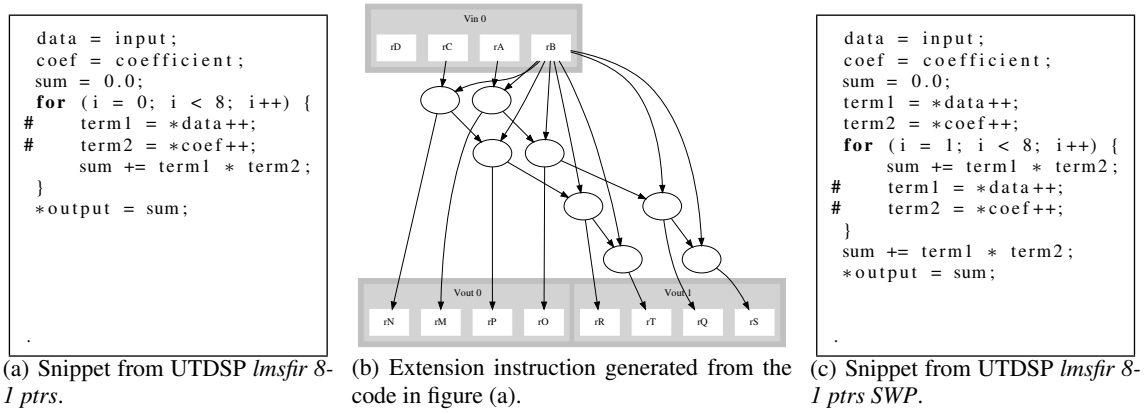 data = input;
coef = coefficient;
sum = 0.0;
for (i = 0; i < 8; i++) {
# term1 = *data++;
# term2 = *coef++;
sum += term1 * term2;
}
*output = sum;
.
(a) Snippet from UTDSP lmsfir 8-
1 ptrs.
Vin 0
rD rC rA rB
Vout 0 Vout 1
rN rM rP rO rR rT rQ rS
(b) Extension instruction generated from the
code in figure (a).
data = input;
coef = coefficient;
sum = 0.0;
term1 = *data++;
term2 = *coef++;
for (i = 1; i < 8; i++) {
sum += term1 * term2;
# term1 = *data++;
# term2 = *coef++;
}
sum += term1 * term2;
*output = sum;
.
(c) Snippet from UTDSP lmsfir 8-
1 ptrs SWP.